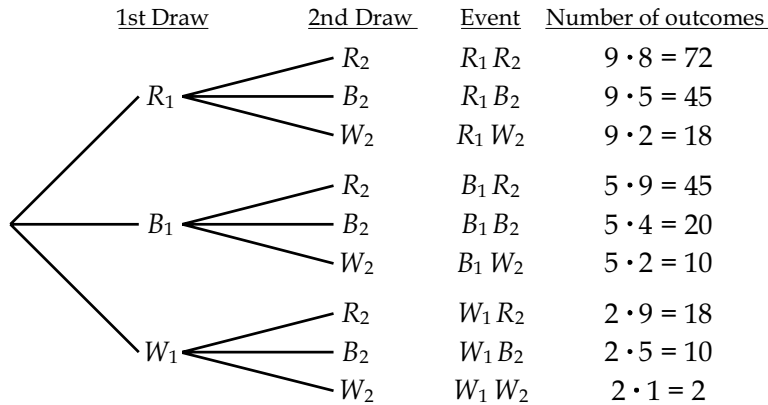 1st Draw 2nd Draw Event Number of outcomes
R₂ R₁ R₂ 9 · 8 = 72
R₁ B₂ R₁ B₂ 9 · 5 = 45
W₂ R₁ W₂ 9 · 2 = 18
R₂ B₁ R₂ 5 · 9 = 45
B₁ B₂ B₁ B₂ 5 · 4 = 20
W₂ B₁ W₂ 5 · 2 = 10
R₂ W₁ R₂ 2 · 9 = 18
W₁ B₂ W₁ B₂ 2 · 5 = 10
W₂ W₁ W₂ 2 · 1 = 2